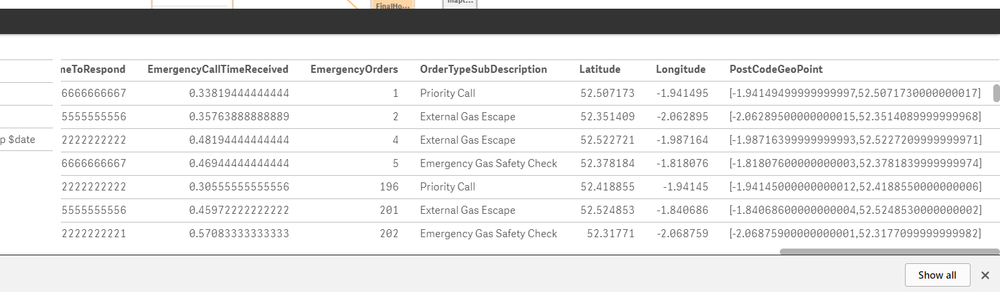 FinalHo...
mapt...
meToRespond EmergencyCallTimeReceived EmergencyOrders OrderTypeSubDescription Latitude Longitude PostCodeGeoPoint
6666666667 0.33819444444444 1 Priority Call 52.507173 -1.941495 [-1.94149499999999997,52.5071730000000017]
5555555556 0.35763888888889 2 External Gas Escape 52.351409 -2.062895 [-2.06289500000000015,52.3514089999999968]
p $date 2222222222 0.48194444444444 4 External Gas Escape 52.522721 -1.987164 [-1.98716399999999993,52.5227209999999971]
6666666667 0.46944444444444 5 Emergency Gas Safety Check 52.378184 -1.818076 [-1.81807600000000003,52.3781839999999974]
2222222222 0.30555555555556 196 Priority Call 52.418855 -1.94145 [-1.94145000000000012,52.4188550000000006]
5555555556 0.45972222222222 201 External Gas Escape 52.524853 -1.840686 [-1.84068600000000004,52.5248530000000002]
2222222221 0.57083333333333 202 Emergency Gas Safety Check 52.31771 -2.068759 [-2.06875900000000001,52.3177099999999982]
Show all